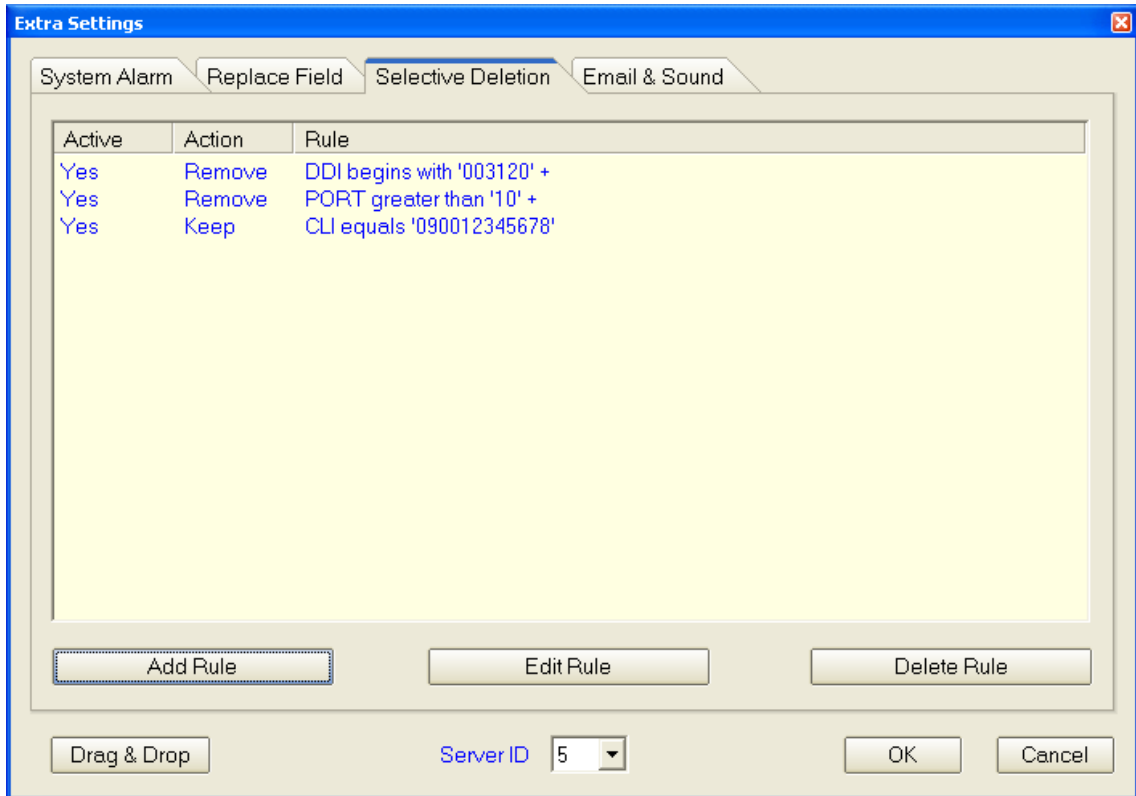 Extra Settings
System Alarm Replace Field Selective Deletion Email & Sound
Active Action Rule
Yes Remove DDI begins with '003120' +
Yes Remove PORT greater than '10' +
Yes Keep CLI equals '090012345678'
Add Rule Edit Rule Delete Rule
Drag & Drop Server ID 5 OK Cancel